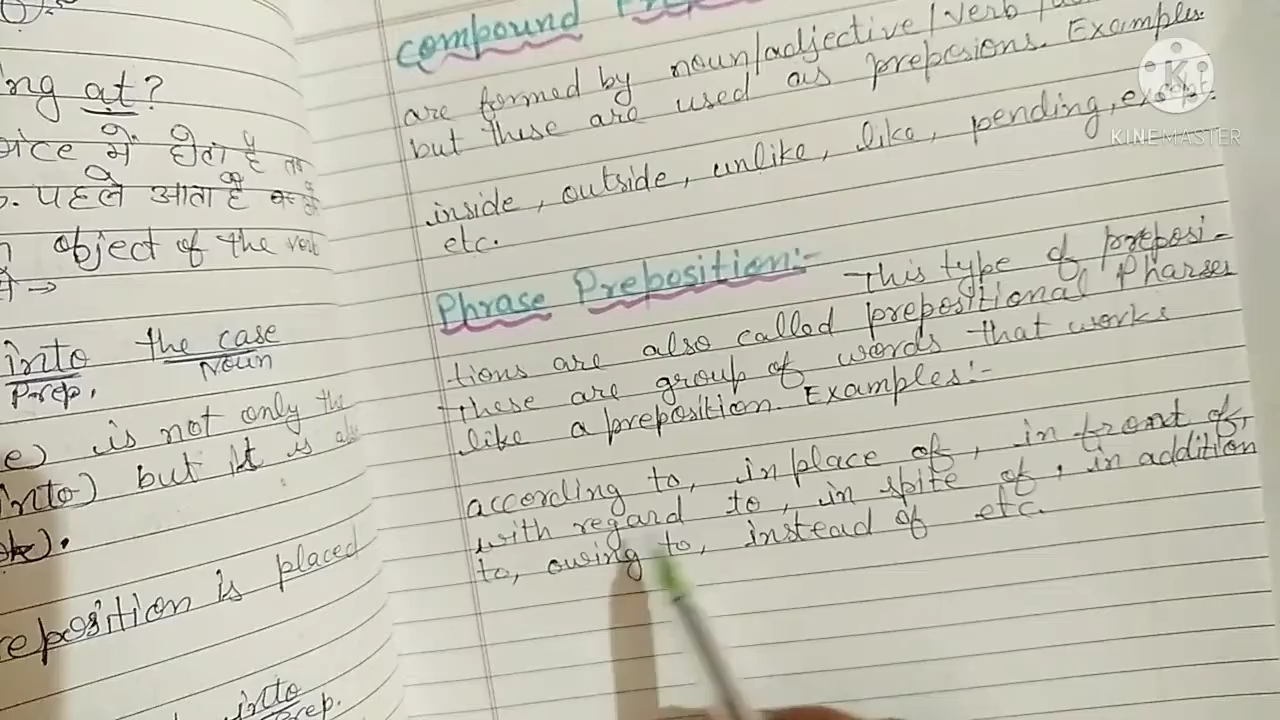 ng at?
में होता है
पहले आता है
object of the verb
into the case
Prep. Noun
is not only the
into) but it is
preposition is placed
into
Prep.
compound
are formed by noun/adjective/verb/
but these are used as prepesions. Examples
inside, outside, unlike, like, pending, except.
etc.
Phrase Preposition:-
This type of preposi-
tions are also called prepositional Pharses
these are group of words that works
like a preposition. Examples:-
according to, in place of, in front of,
with regard to, in spite of, in addition
to, owing to, instead of etc.
K
KINEMASTER